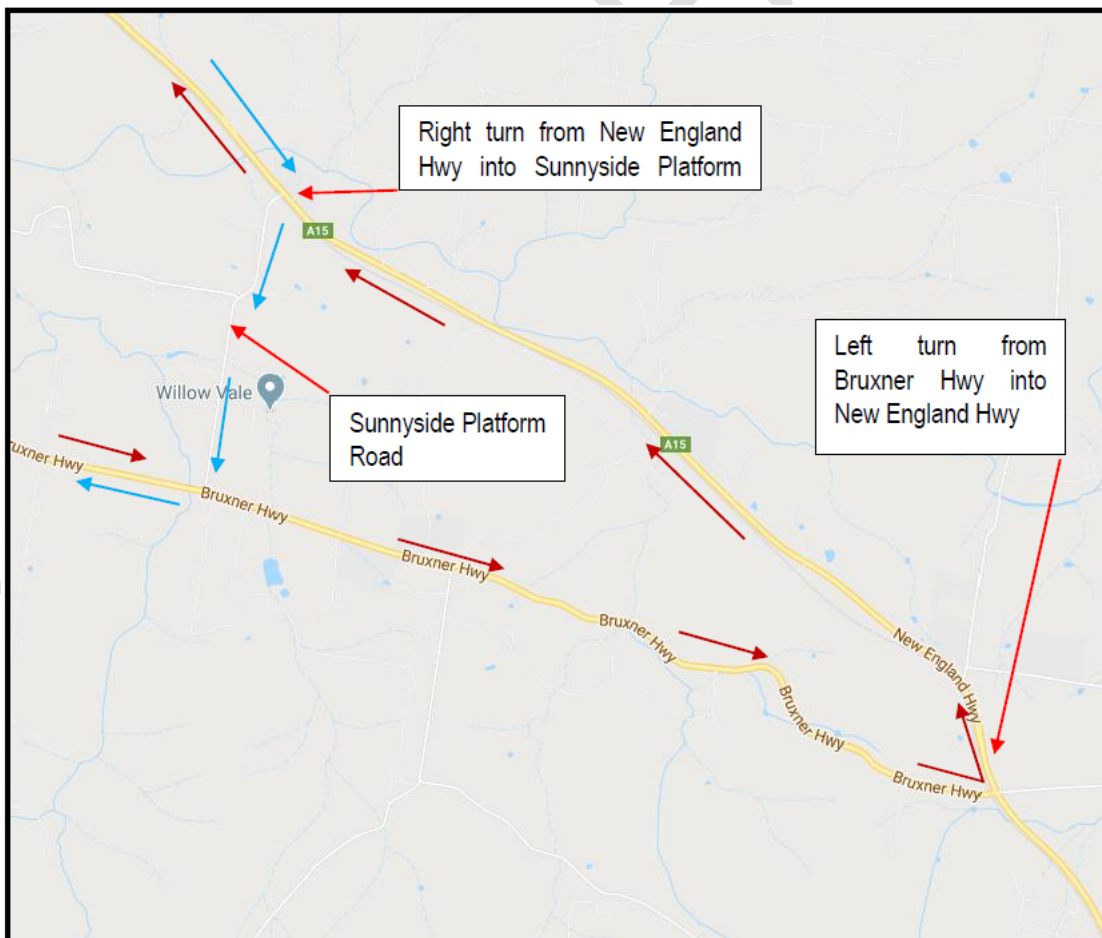 Right turn from New England
Hwy into Sunnyside Platform
A15
Left turn from
Bruxner Hwy into
New England Hwy
Willow Vale
Sunnyside Platform
Road
A15
ruxner Hwy
Bruxner Hwy
Bruxner Hwy
Bruxner Hwy
New England Hwy
Bruxner Hwy
Bruxner Hwy